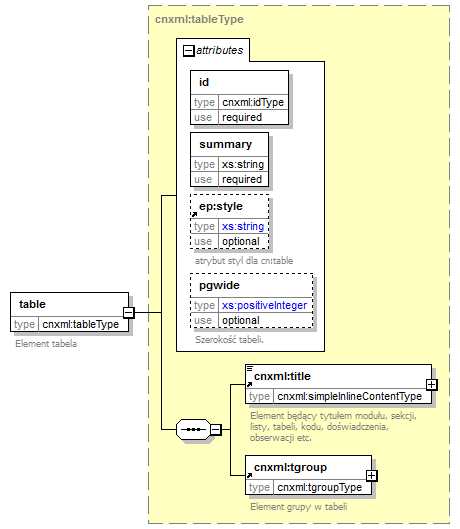 cnxml:tableType
attributes
id
type cnxml:idType
use required
summary
type xs:string
use required
ep:style
type xs:string
use optional
atrybut styl dla cn:table
pgwide
type xs:positiveInteger
use optional
Szerokość tabeli.
table
type cnxml:tableType
Element tabela
cnxml:title
type cnxml:simpleInlineContentType
Element będący tytułem modułu, sekcji,
listy, tabeli, kodu, doświadczenia,
obserwacji etc.
cnxml:tgroup
type cnxml:tgroupType
Element grupy w tabeli